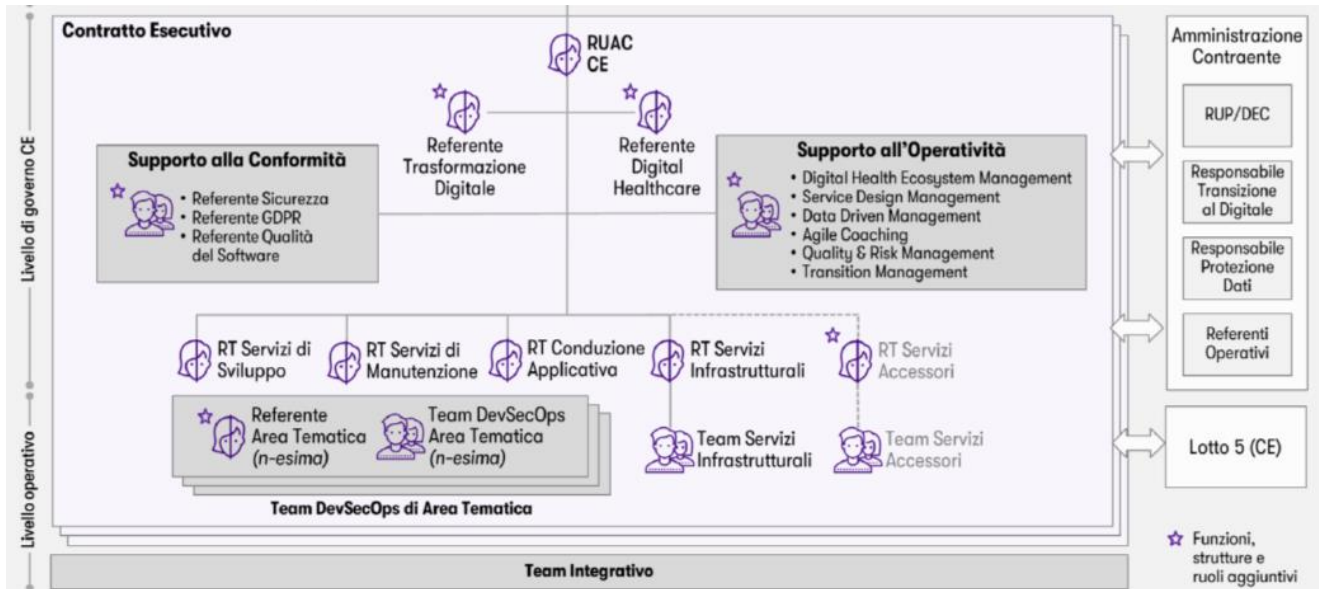 Contratto Esecutivo
RUAC
CE
Referente
Trasformazione
Digitale
Referente
Digital
Healthcare
Supporto alla Conformità
• Referente Sicurezza
• Referente GDPR
• Referente Qualità
del Software
Supporto all'Operatività
• Digital Health Ecosystem Management
• Service Design Management
• Data Driven Management
• Agile Coaching
• Quality & Risk Management
• Transition Management
RT Servizi di
Sviluppo
RT Servizi di
Manutenzione
RT Conduzione
Applicativa
RT Servizi
Infrastrutturali
RT Servizi
Accessori
Referente
Area Tematica
(n-esima)
Team DevSecOps
Area Tematica
(n-esima)
Team Servizi
Infrastrutturali
Team Servizi
Accessori
Team DevSecOps di Area Tematica
Team Integrativo
Livello di governo CE
Livello operativo
Amministrazione
Contraente
RUP/DEC
Responsabile
Transizione
al Digitale
Responsabile
Protezione
Dati
Referenti
Operativi
Lotto 5 (CE)
Funzioni,
strutture e
ruoli aggiuntivi